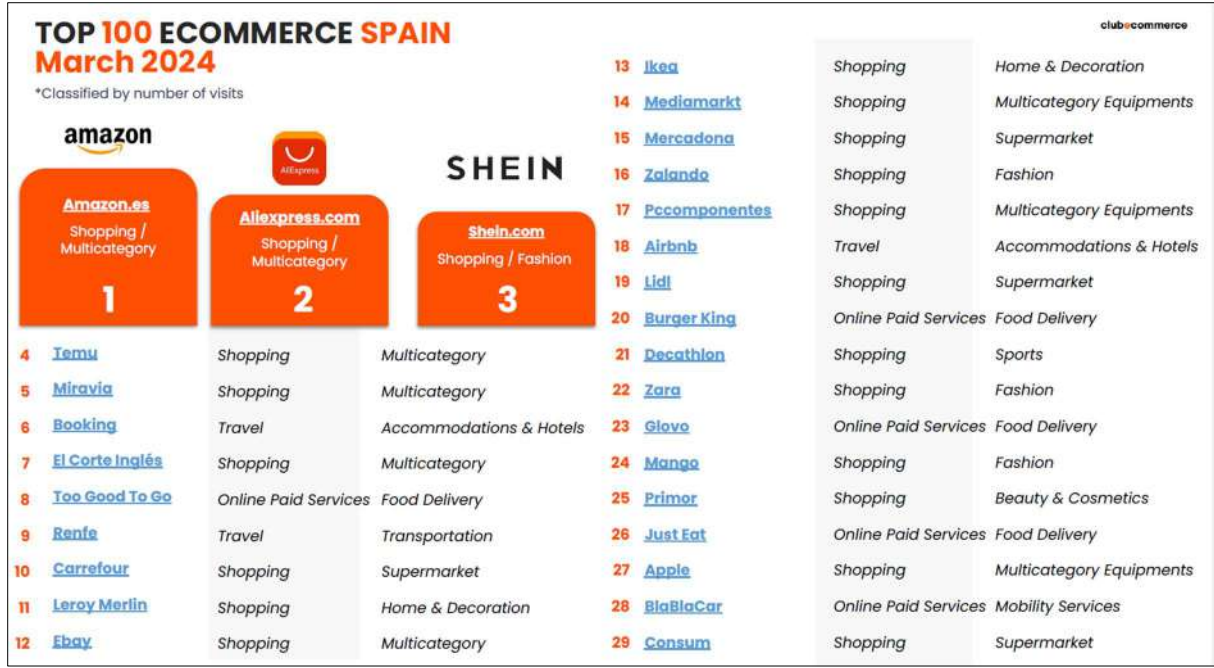 TOP 100 ECOMMERCE SPAIN
March 2024
*Classified by number of visits
clubecommerce
amazon
AliExpress
SHEIN
Amazon.es
Shopping /
Multicategory
1
Aliexpress.com
Shopping /
Multicategory
2
Shein.com
Shopping / Fashion
3
4 Temu Shopping Multicategory
5 Miravia Shopping Multicategory
6 Booking Travel Accommodations & Hotels
7 El Corte Inglés Shopping Multicategory
8 Too Good To Go Online Paid Services Food Delivery
9 Renfe Travel Transportation
10 Carrefour Shopping Supermarket
11 Leroy Merlin Shopping Home & Decoration
12 Ebay Shopping Multicategory
13 Ikea Shopping Home & Decoration
14 Mediamarkt Shopping Multicategory Equipments
15 Mercadona Shopping Supermarket
16 Zalando Shopping Fashion
17 Pccomponentes Shopping Multicategory Equipments
18 Airbnb Travel Accommodations & Hotels
19 Lidl Shopping Supermarket
20 Burger King Online Paid Services Food Delivery
21 Decathlon Shopping Sports
22 Zara Shopping Fashion
23 Glovo Online Paid Services Food Delivery
24 Mango Shopping Fashion
25 Primor Shopping Beauty & Cosmetics
26 Just Eat Online Paid Services Food Delivery
27 Apple Shopping Multicategory Equipments
28 BlaBlaCar Online Paid Services Mobility Services
29 Consum Shopping Supermarket